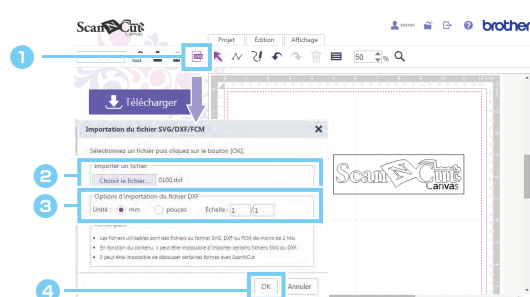 ScanNCut
Canvas
brother
Projet Édition Affichage
1
50 %
Télécharger
Importation du fichier SVG/DXF/FCM
Sélectionnez un fichier puis cliquez sur le bouton [OK].
Importer un fichier
2
Choisir le fichier... 0100.dxf
3
Options d'importation du fichier DXF
Unité : mm pouces Échelle : 1 /1
Remarques
Les fichiers utilisables sont des fichiers au format SVG, DXF ou FCM de moins de 2 Mo.
En fonction du contenu, il peut être impossible d'importer certains fichiers SVG ou DXF.
Il peut être impossible de découper certaines formes avec ScanNCut.
4
OK Annuler
ScanNCut
Canvas